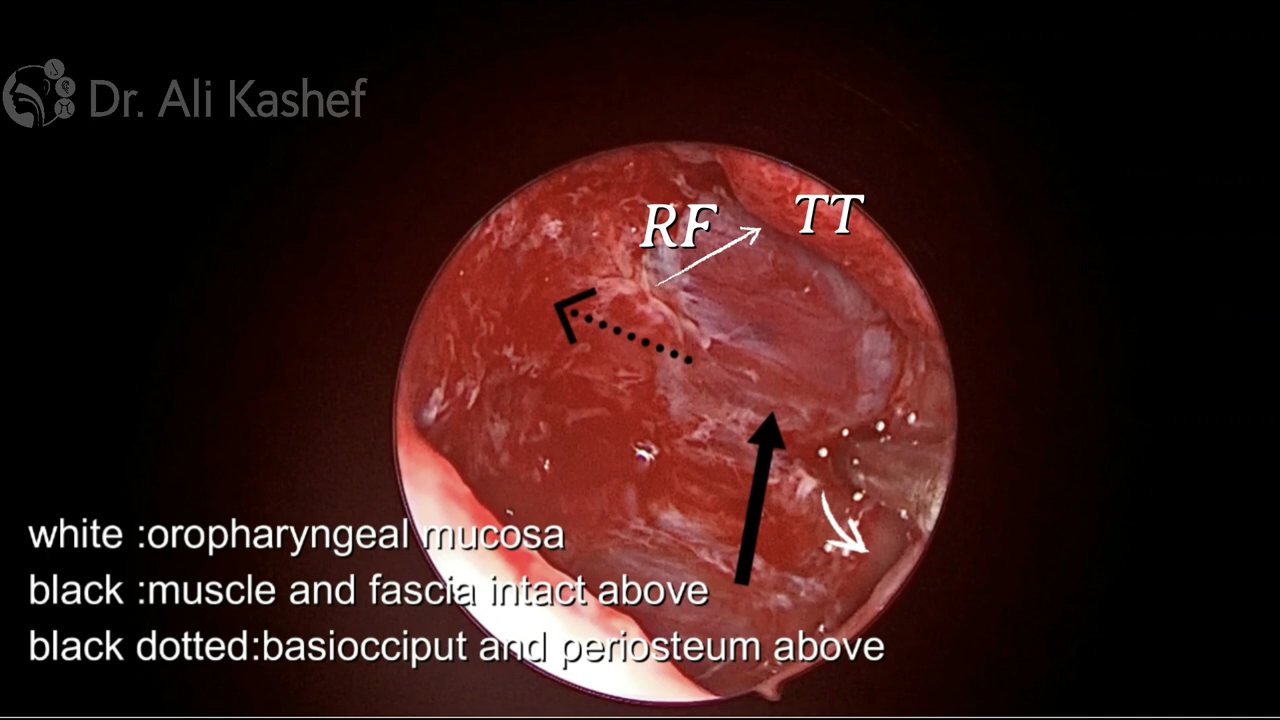 Dr. Ali Kashef
RF
TT
white :oropharyngeal mucosa
black :muscle and fascia intact above
black dotted:basiocciput and periosteum above